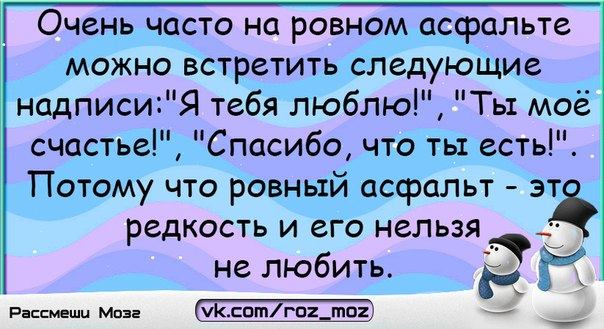 Очень часто на ровном асфальте
можно встретить следующие
надписи:"Я тебя люблю!", "Ты моё
счастье!", "Спасибо, что ты есть!".
Потому что ровный асфальт - это
редкость и его нельзя
не любить.
Рассмеши Мозг
vk.com/roz_moz